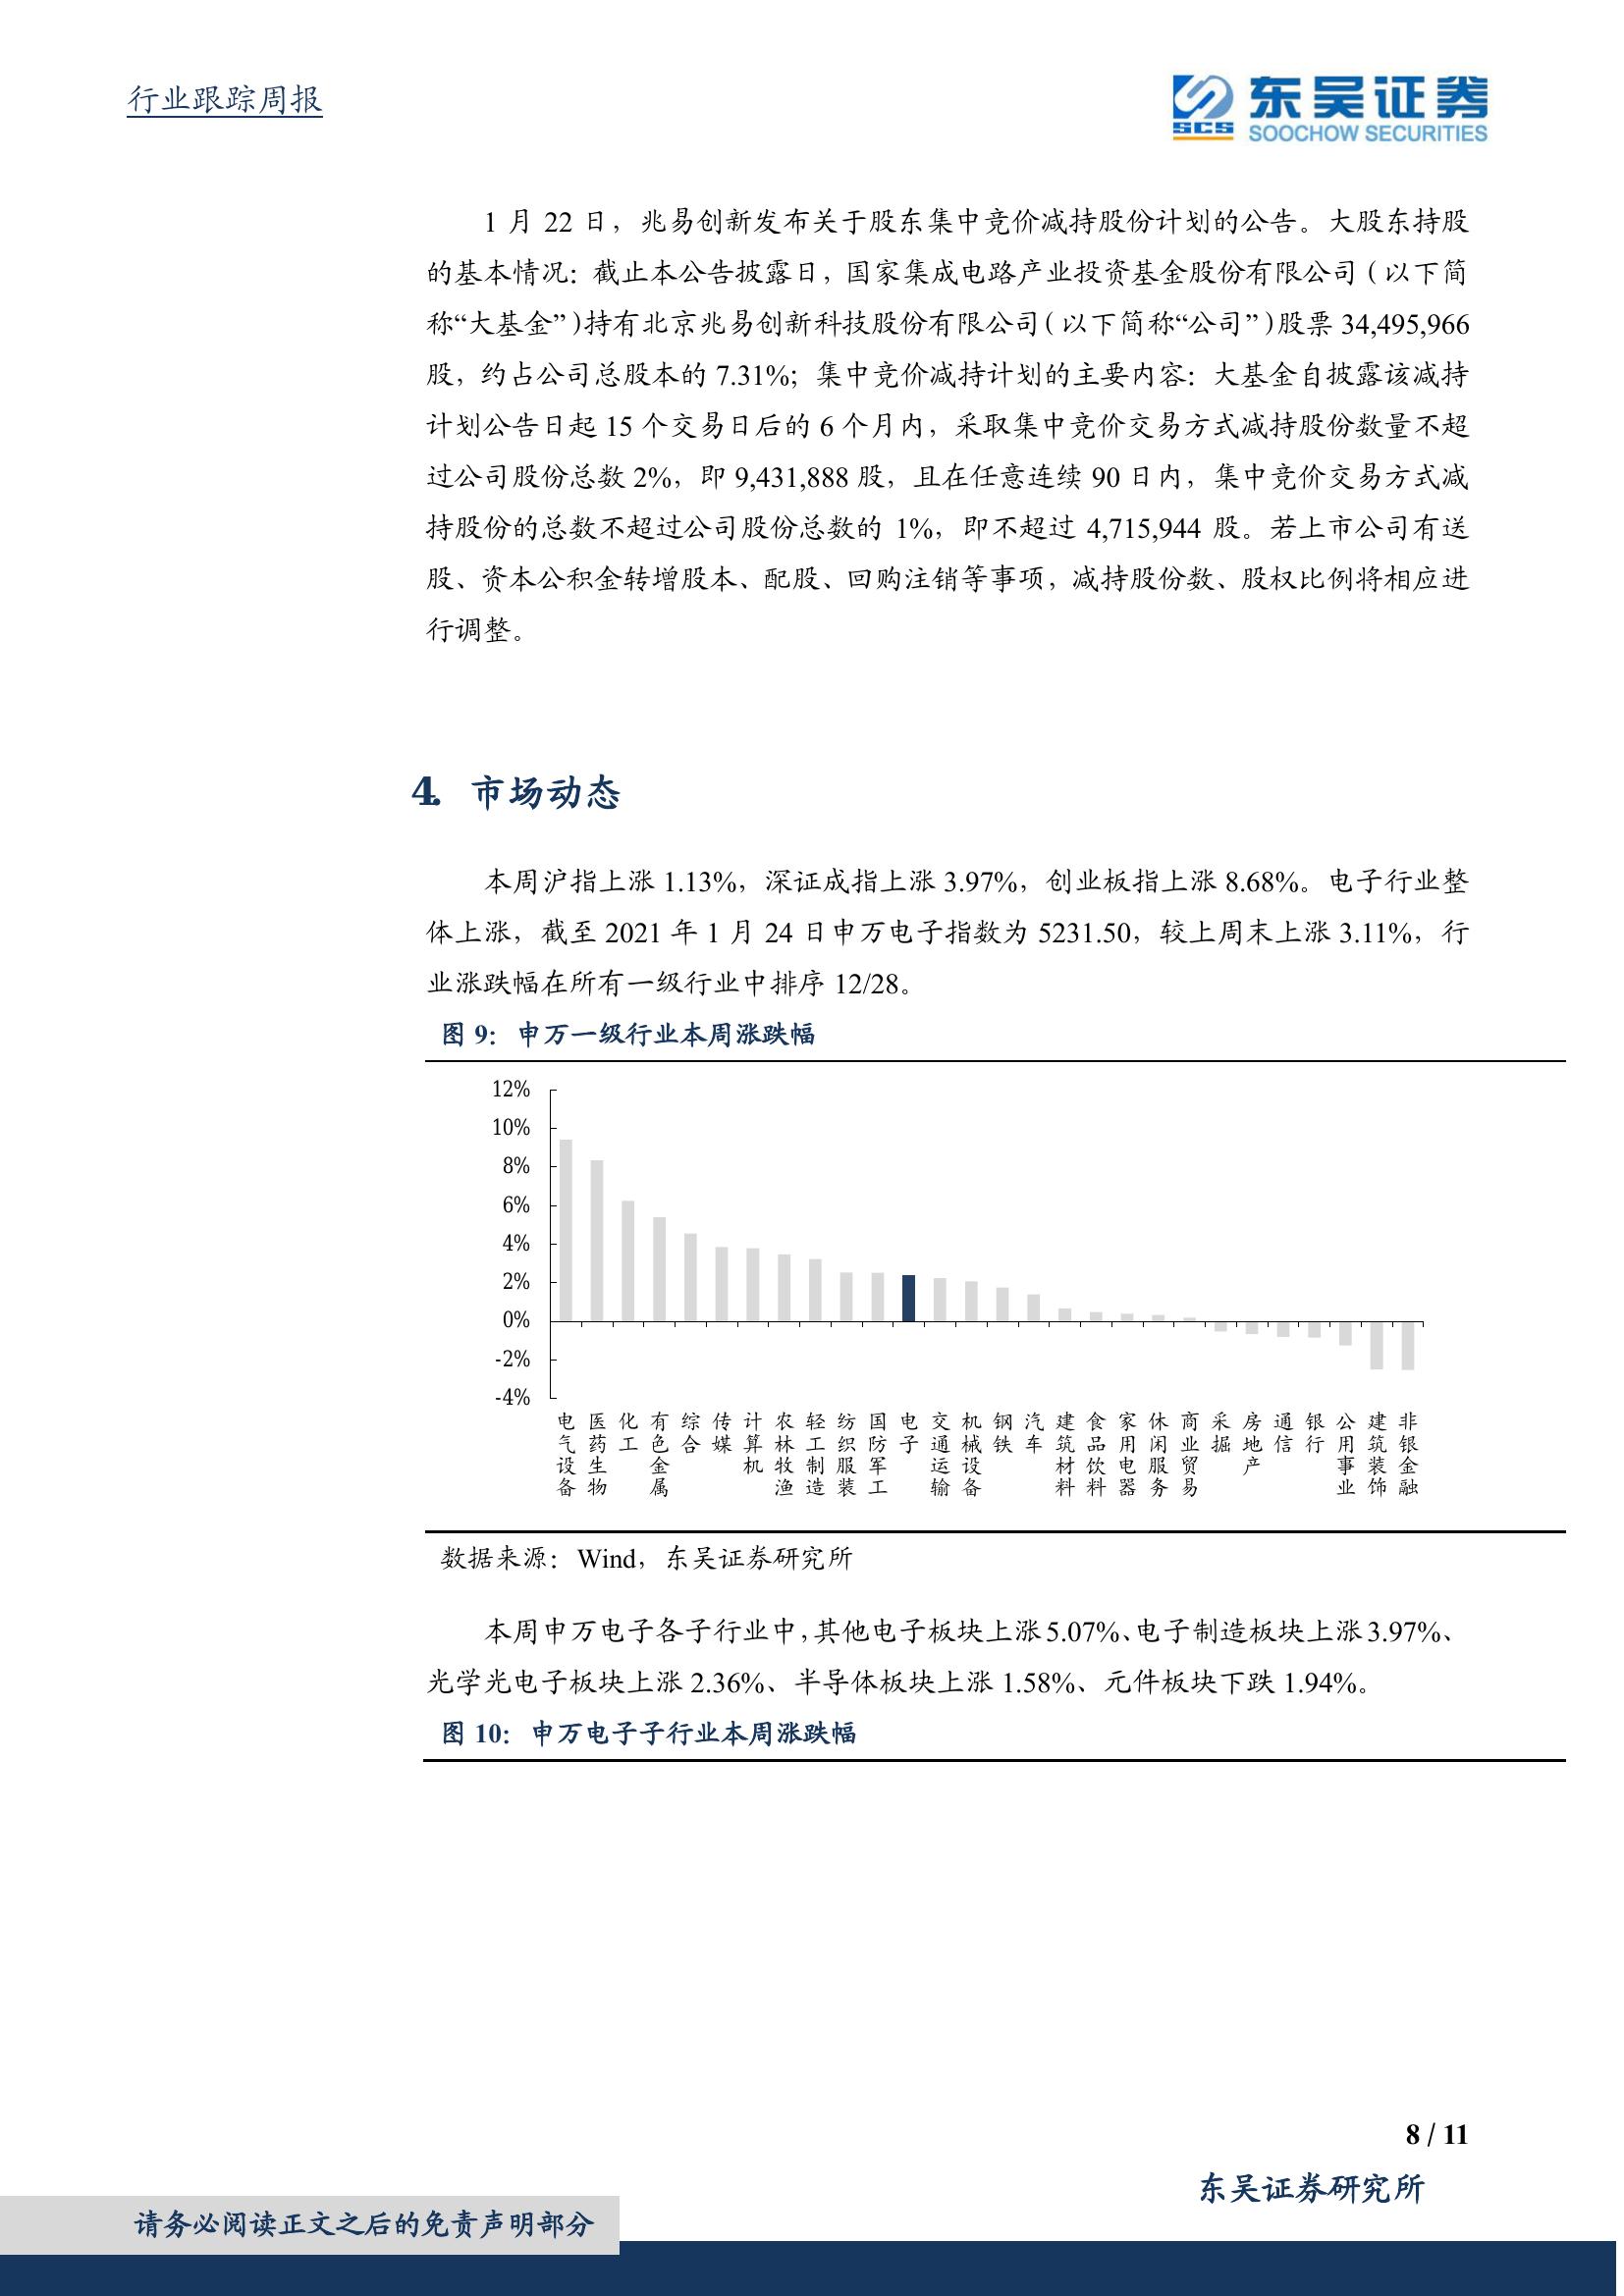 行业跟踪周报
SCS
东吴证券
SOOCHOW SECURITIES
1 月 22 日，兆易创新发布关于股东集中竞价减持股份计划的公告。大股东持股
的基本情况：截止本公告披露日，国家集成电路产业投资基金股份有限公司（以下简
称“大基金”）持有北京兆易创新科技股份有限公司（以下简称“公司”）股票 34,495,966
股，约占公司总股本的 7.31%；集中竞价减持计划的主要内容：大基金自披露该减持
计划公告日起 15 个交易日后的 6 个月内，采取集中竞价交易方式减持股份数量不超
过公司股份总数 2%，即 9,431,888 股，且在任意连续 90 日内，集中竞价交易方式减
持股份的总数不超过公司股份总数的 1%，即不超过 4,715,944 股。若上市公司有送
股、资本公积金转增股本、配股、回购注销等事项，减持股份数、股权比例将相应进
行调整。
4. 市场动态
本周沪指上涨 1.13%，深证成指上涨 3.97%，创业板指上涨 8.68%。电子行业整
体上涨，截至 2021 年 1 月 24 日申万电子指数为 5231.50，较上周末上涨 3.11%，行
业涨跌幅在所有一级行业中排序 12/28。
图 9：申万一级行业本周涨跌幅
12%
10%
8%
6%
4%
2%
0%
-2%
-4%
电气设备
医药生物
化工
有色金属
综合
传媒
计算机
农林牧渔
轻工制造
纺织服装
国防军工
电子
交通运输
机械设备
钢铁
汽车
建筑材料
食品饮料
家用电器
休闲服务
商业贸易
采掘
房地产
通信
银行
公用事业
建筑装饰
非银金融
数据来源：Wind，东吴证券研究所
本周申万电子各子行业中，其他电子板块上涨 5.07%、电子制造板块上涨 3.97%、
光学光电子板块上涨 2.36%、半导体板块上涨 1.58%、元件板块下跌 1.94%。
图 10：申万电子子行业本周涨跌幅
8 / 11
东吴证券研究所
请务必阅读正文之后的免责声明部分